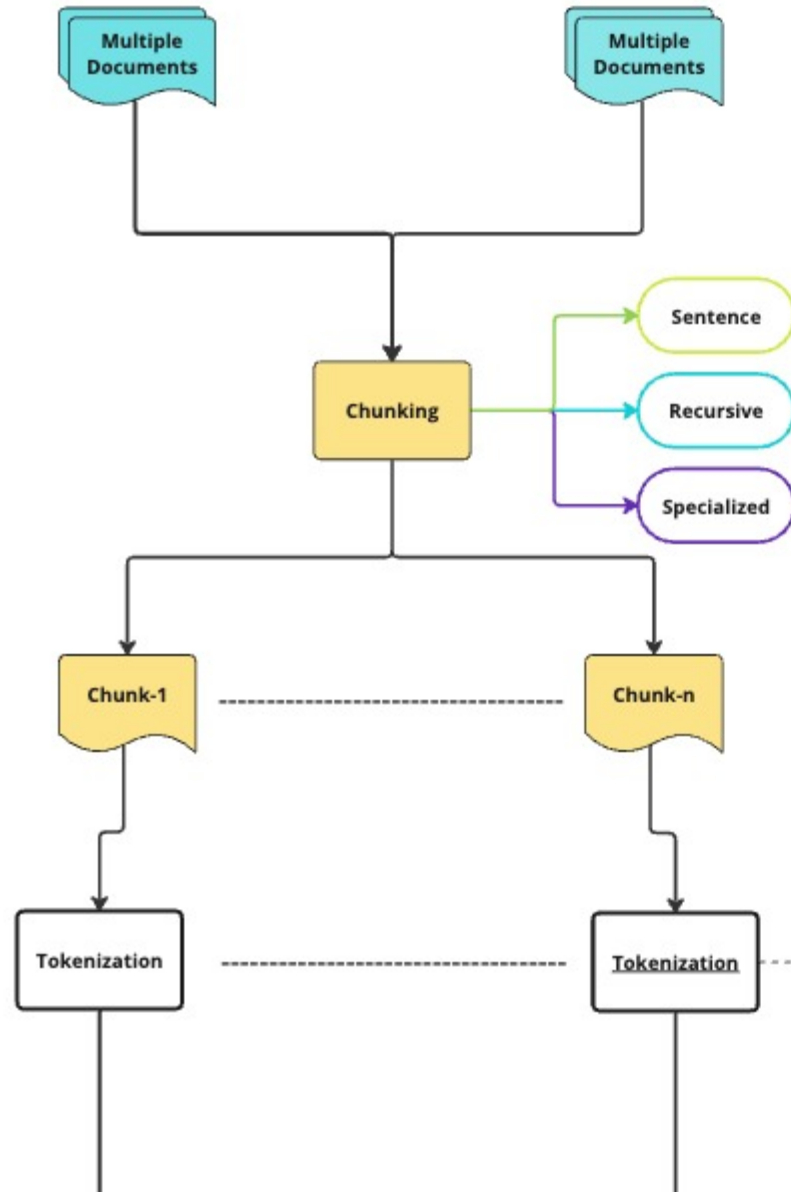 Multiple
Documents
Multiple
Documents
Sentence
Chunking
Recursive
Specialized
Chunk-1
Chunk-n
Tokenization
Tokenization